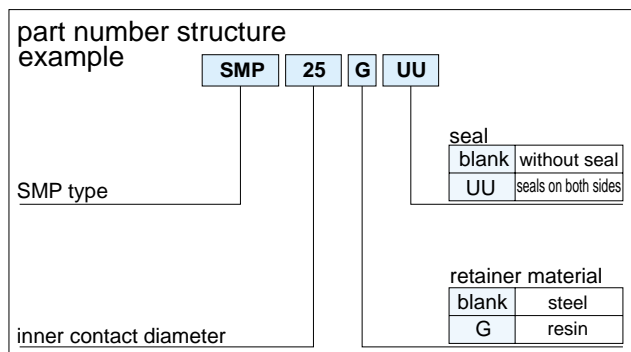 part number structure
example
SMP 25 G UU
seal
blank without seal
UU seals on both sides
SMP type
retainer material
blank steel
G resin
inner contact diameter